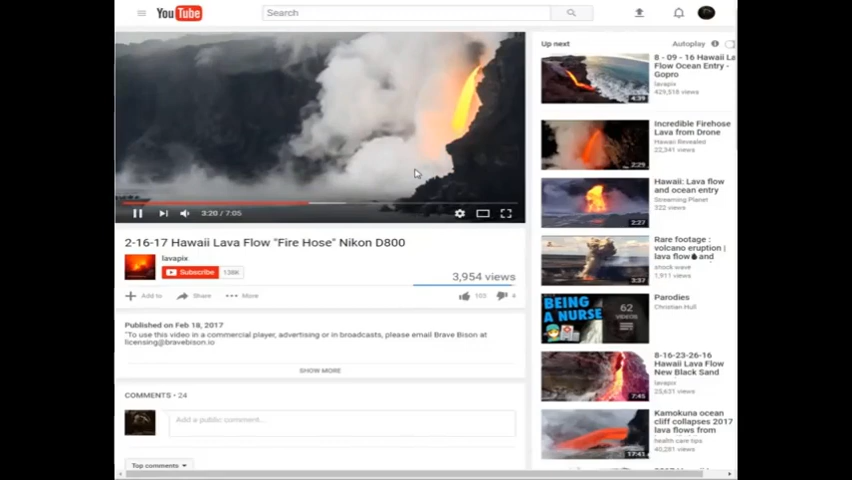 YouTube
Search
3:20 / 7:05
2-16-17 Hawaii Lava Flow "Fire Hose" Nikon D800
lavapix
Subscribe 138K
3,954 views
Add to Share More
103 4
Published on Feb 18, 2017
"To use this video in a commercial player, advertising or in broadcasts, please email Brave Bison at
licensing@bravebison.io
SHOW MORE
COMMENTS • 24
Add a public comment...
Top comments
Up next
Autoplay
8 - 09 - 16 Hawaii La
Flow Ocean Entry -
Gopro
lavapix
429,518 views
4:39
Incredible Firehose
Lava from Drone
Hawaii Revealed
22,341 views
2:29
Hawaii: Lava flow
and ocean entry
Streaming Planet
322 views
2:27
Rare footage :
volcano eruption |
lava flow and
stock wave
1,911 views
3:37
BEING
A NURSE
62
VIDEOS
Parodies
Christian Hull
8-16-23-26-16
Hawaii Lava Flow
New Black Sand
lavapix
25,631 views
7:45
Kamokuna ocean
cliff collapses 2017
lava flows from
health care tips
40,281 views
17:41